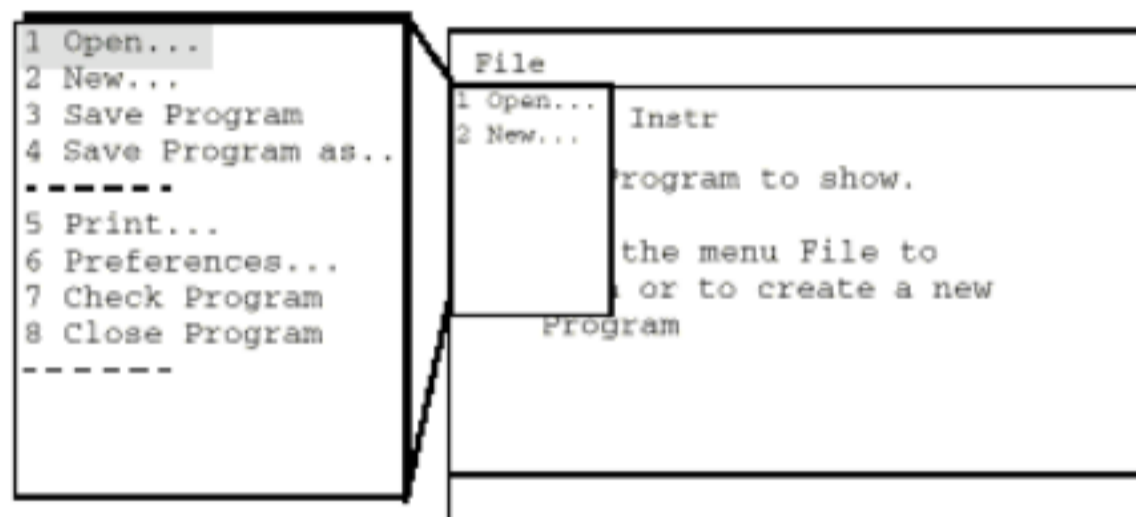 1 Open...
2 New...
3 Save Program
4 Save Program as..
------
5 Print...
6 Preferences...
7 Check Program
8 Close Program
------
File
1 Open...
2 New...
Instr
rogram to show.
the menu File to
or to create a new
Program